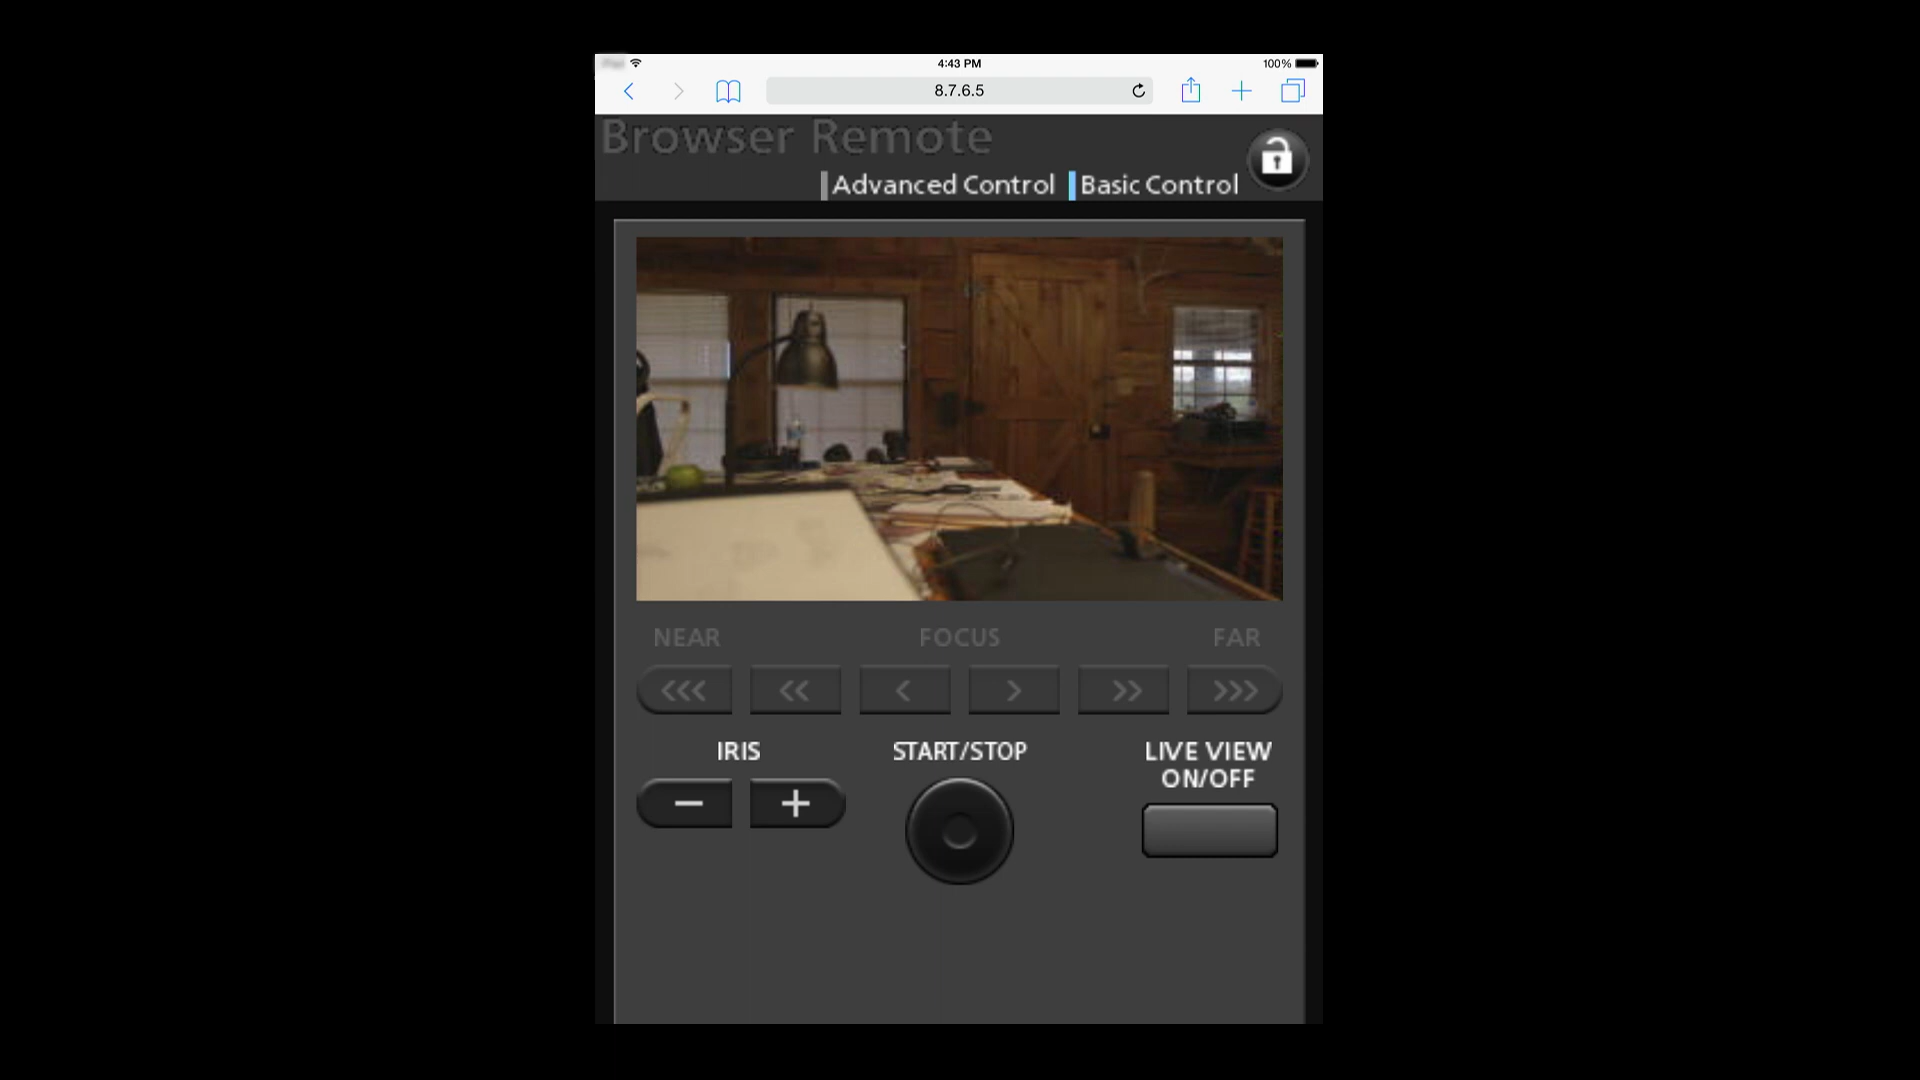 4:43 PM
100%
8.7.6.5
Browser Remote
Advanced Control
Basic Control
NEAR
FOCUS
FAR
IRIS
START/STOP
LIVE VIEW
ON/OFF